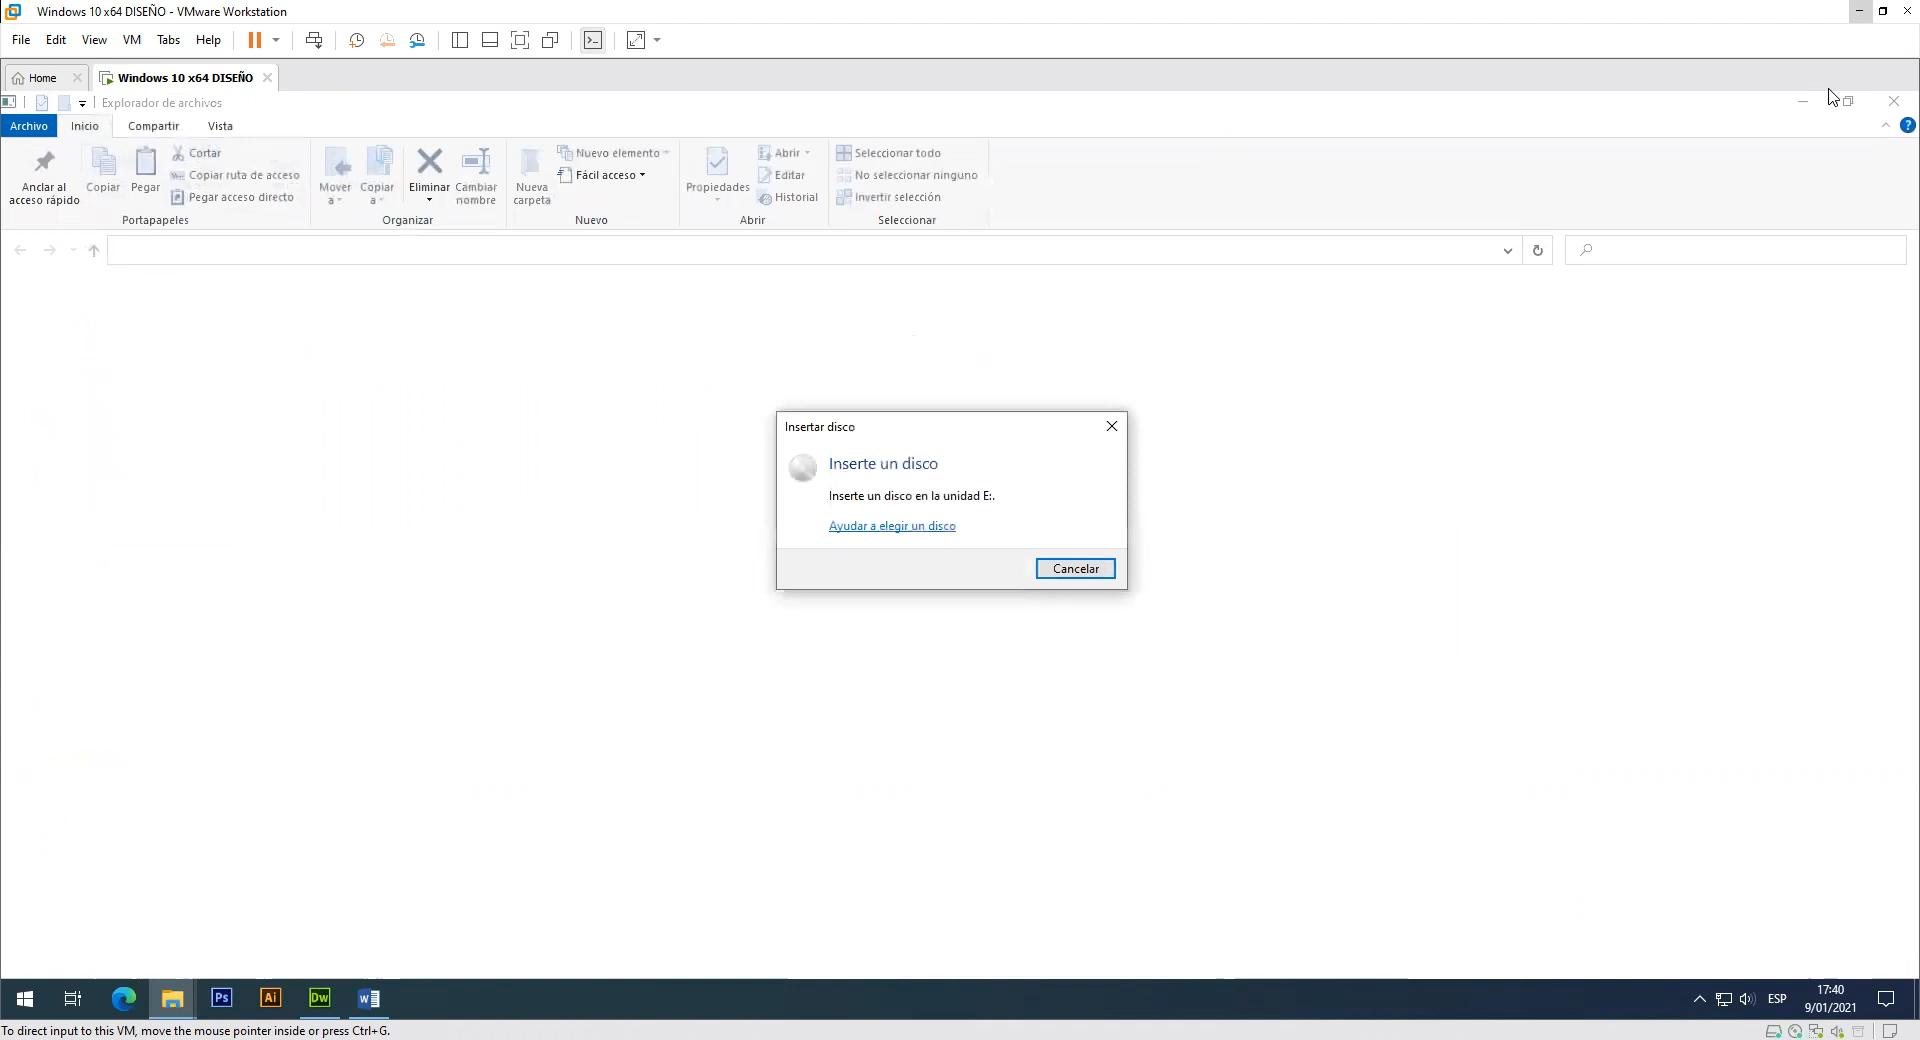 Windows 10 x64 DISEÑO - VMware Workstation
File Edit View VM Tabs Help
Home Windows 10 x64 DISEÑO
Explorador de archivos
Archivo Inicio Compartir Vista
Anclar al
acceso rápido
Copiar
Pegar
Cortar
Copiar ruta de acceso
Pegar acceso directo
Portapapeles
Mover
a
Copiar
a
Eliminar
Cambiar
nombre
Organizar
Nueva
carpeta
Nuevo elemento
Fácil acceso
Nuevo
Propiedades
Abrir
Editar
Historial
Abrir
Seleccionar todo
No seleccionar ninguno
Invertir selección
Seleccionar
Insertar disco
Inserte un disco
Inserte un disco en la unidad E:.
Ayudar a elegir un disco
Cancelar
Ps Ai Dw W
ESP
17:40
9/01/2021
To direct input to this VM, move the mouse pointer inside or press Ctrl+G.